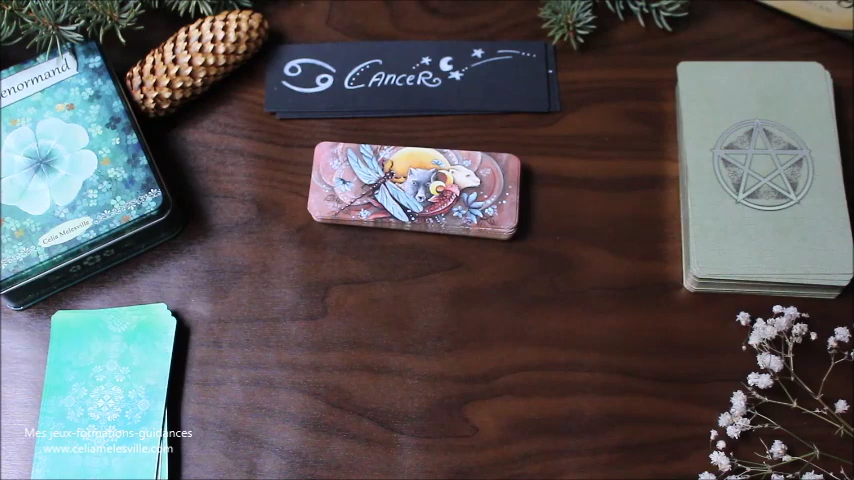 enormand
CANCER
Celia Melesville
Mes jeux-formations-guidances
www.celiamelesville.com